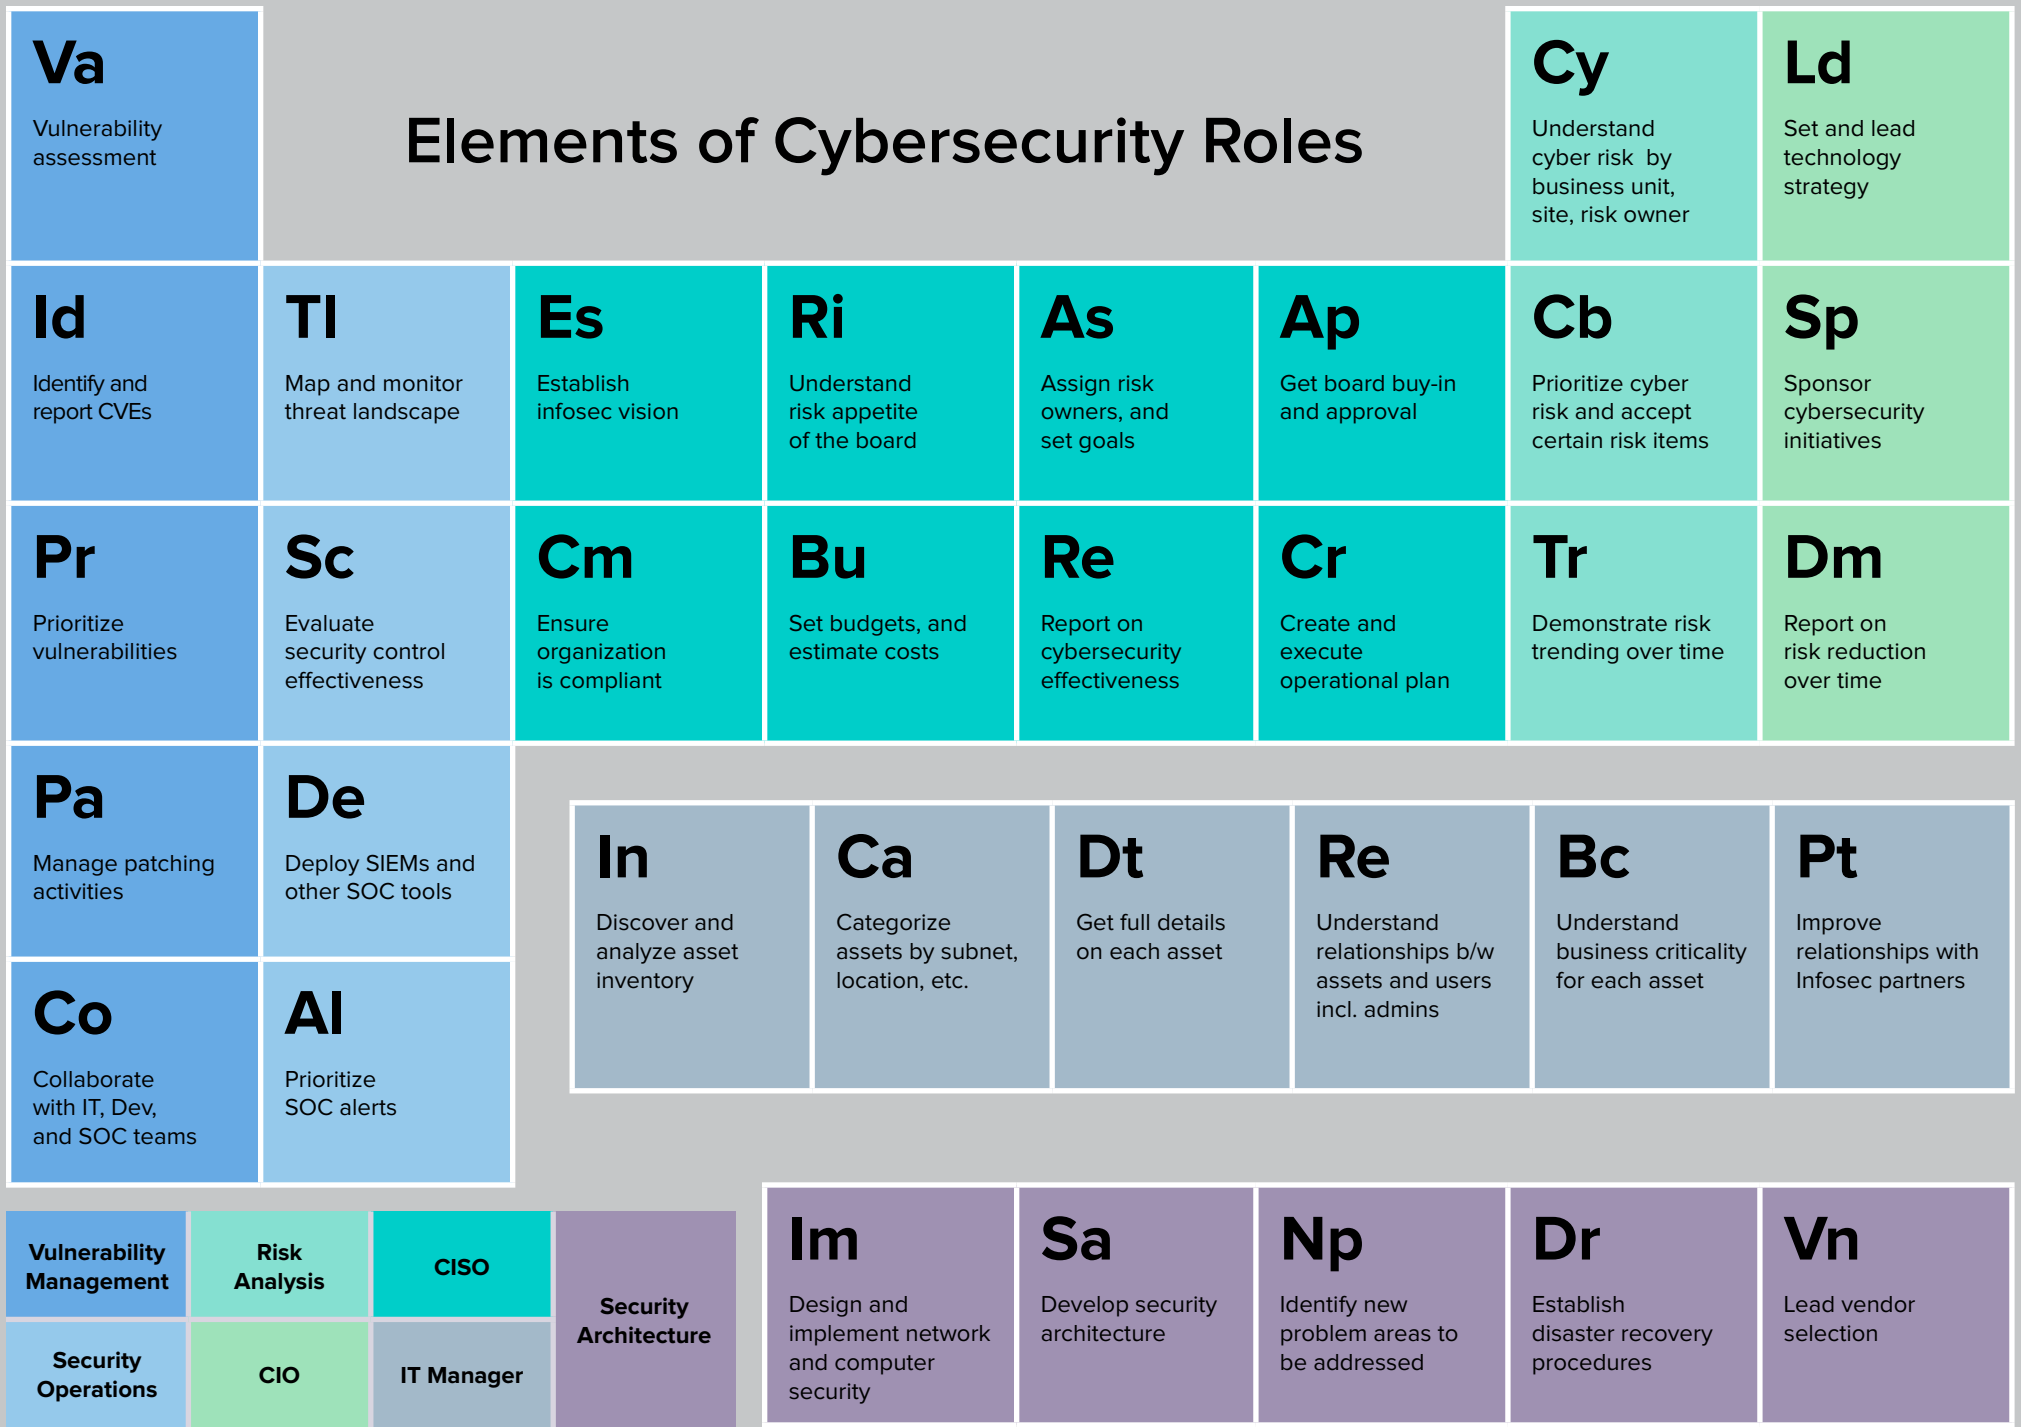 Elements of Cybersecurity Roles
Va
Vulnerability
assessment
Cy
Understand
cyber risk by
business unit,
site, risk owner
Ld
Set and lead
technology
strategy
Id
Identify and
report CVEs
TI
Map and monitor
threat landscape
Es
Establish
infosec vision
Ri
Understand
risk appetite
of the board
As
Assign risk
owners, and
set goals
Ap
Get board buy-in
and approval
Cb
Prioritize cyber
risk and accept
certain risk items
Sp
Sponsor
cybersecurity
initiatives
Pr
Prioritize
vulnerabilities
Sc
Evaluate
security control
effectiveness
Cm
Ensure
organization
is compliant
Bu
Set budgets, and
estimate costs
Re
Report on
cybersecurity
effectiveness
Cr
Create and
execute
operational plan
Tr
Demonstrate risk
trending over time
Dm
Report on
risk reduction
over time
Pa
Manage patching
activities
De
Deploy SIEMs and
other SOC tools
In
Discover and
analyze asset
inventory
Ca
Categorize
assets by subnet,
location, etc.
Dt
Get full details
on each asset
Re
Understand
relationships b/w
assets and users
incl. admins
Bc
Understand
business criticality
for each asset
Pt
Improve
relationships with
Infosec partners
Co
Collaborate
with IT, Dev,
and SOC teams
Al
Prioritize
SOC alerts
Vulnerability
Management
Risk
Analysis
CISO
Security
Architecture
Security
Operations
CIO
IT Manager
Im
Design and
implement network
and computer
security
Sa
Develop security
architecture
Np
Identify new
problem areas to
be addressed
Dr
Establish
disaster recovery
procedures
Vn
Lead vendor
selection